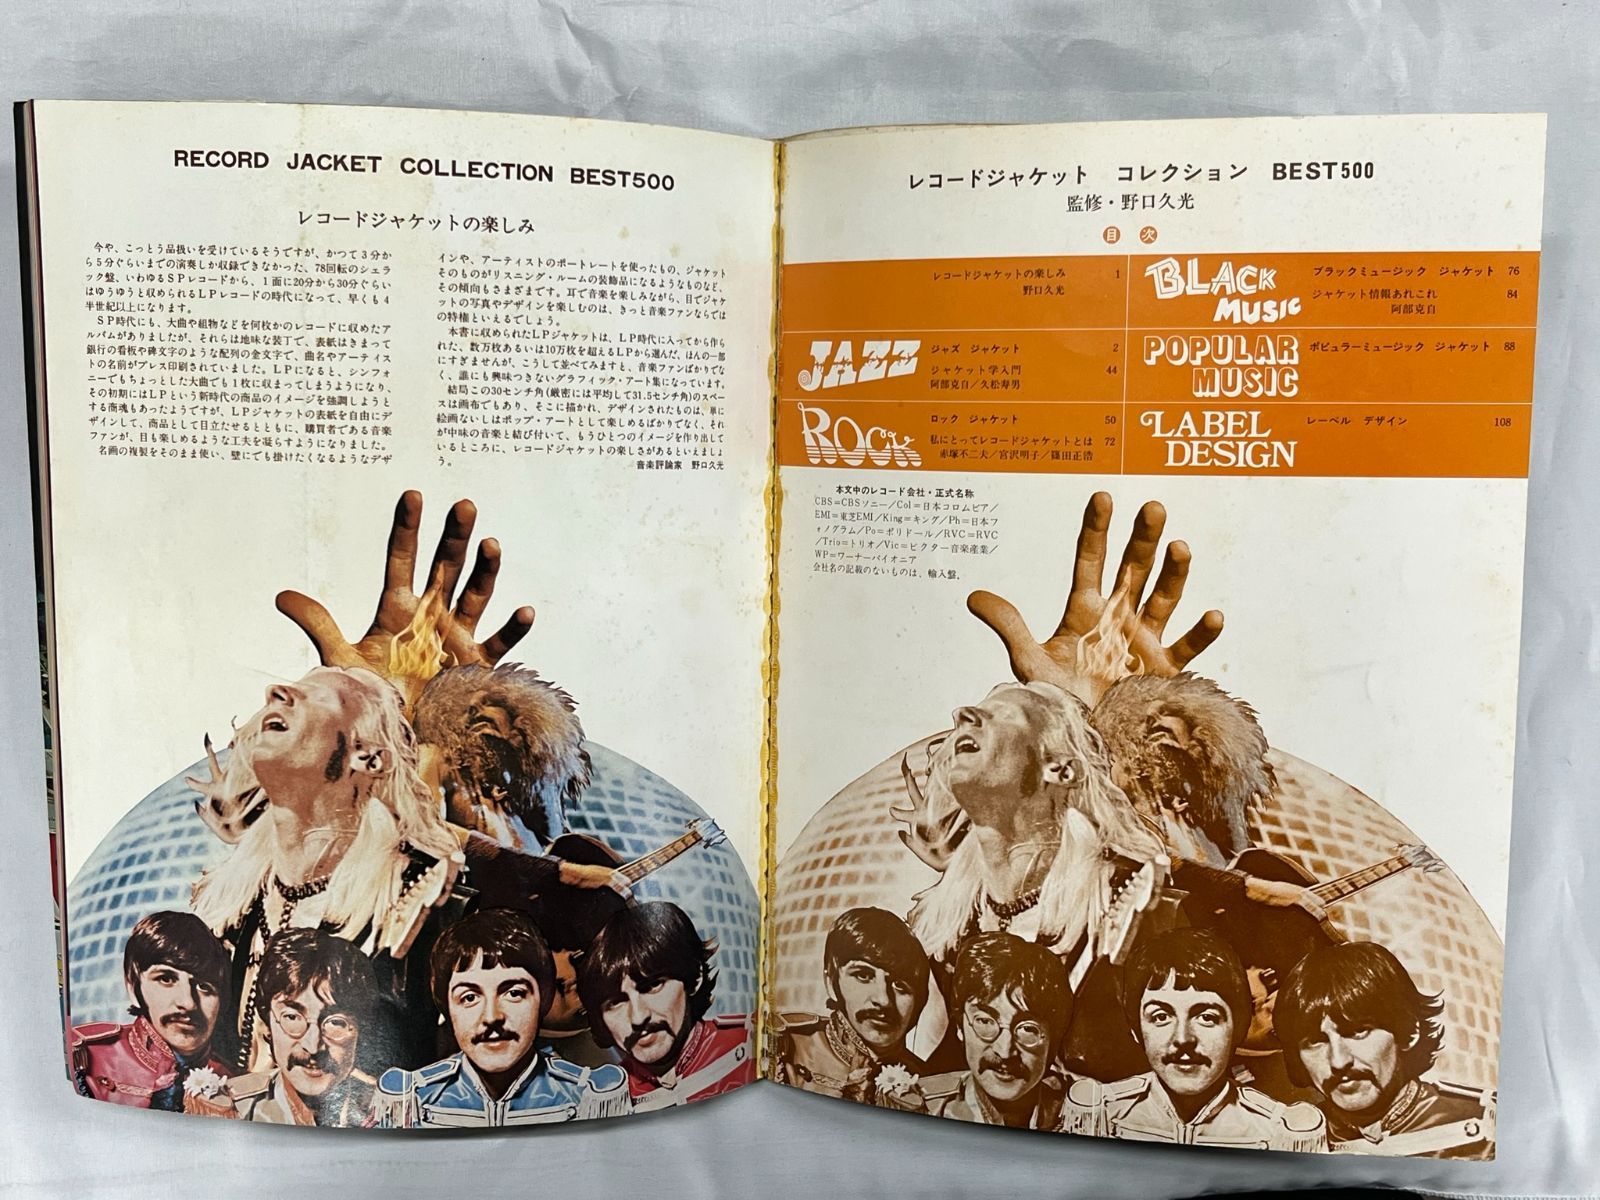 RECORD JACKET COLLECTION BEST500
レコードジャケットの楽しみ
今や、こっとう品扱いを受けているそうですが、かつて3分か
ら5分ぐらいまでの演奏しか収録できなかった、78回転のシェラ
ック盤、いわゆるSPレコードから、1面に20分から30分ぐらい
はゆうゆうと収められるLPレコードの時代になって、早くも4
半世紀以上になります。
SP時代にも、大曲や組物などを何枚かのレコードに収めたア
ルバムがありましたが、それらは地味な装丁で、表紙はきまって
銀行の看板や碑文字のような配列の金文字で、曲名やアーティス
トの名前がプレス印刷されていました。LPになると、シンフォ
ニーでもちょっとした大曲でも1枚に収まってしまうようになり、
その初期にはLPという新時代の商品のイメージを強調しようと
する商魂もあったようですが、LPジャケットの表紙を自由にデ
ザインして、商品として目立たせるとともに、購買者である音楽
ファンが、目も楽しめるような工夫を凝らすようになりました。
名画の複製をそのまま使い、壁にでも掛けたくなるようなデザ
インや、アーティストのポートレートを使ったもの、ジャケット
そのものがリスニング・ルームの装飾品になるようなものなど、
その傾向もさまざまです。耳で音楽を楽しみながら、目でジャケ
ットの写真やデザインを楽しむのは、きっと音楽ファンならでは
の特権といえるでしょう。
本書に収められたLPジャケットは、LP時代に入ってから作ら
れた、数万枚あるいは10万枚を超えるLPから選んだ、ほんの一部
にすぎませんが、こうして並べてみますと、音楽ファンばかりでな
く、誰にも興味つきないグラフィック・アート集になっています。
結局この30センチ角(厳密には平均して31.5センチ角)のスペー
スは画布でもあり、そこに描かれ、デザインされたものは、単に
絵画ないしはポップ・アートとして楽しめるばかりでなく、それ
が中味の音楽と結び付いて、もうひとつのイメージを作り出して
いるところに、レコードジャケットの楽しさがあるといえましょ
う。
音楽評論家 野口久光
レコードジャケット コレクション BEST500
監修・野口久光
目 次
レコードジャケットの楽しみ 1
野口久光
JAZZ
ジャズ ジャケット 2
ジャケット学入門 44
阿部克自/久松寿男
ROCK
ロック ジャケット 50
私にとってレコードジャケットとは 72
赤塚不二夫/宮沢明子/篠田正浩
BLACK
MUSIC
ブラックミュージック ジャケット 76
ジャケット情報あれこれ 84
阿部克自
POPULAR
MUSIC
ポピュラーミュージック ジャケット 88
LABEL
DESIGN
レーベル デザイン 108
本文中のレコード会社・正式名称
CBS=CBSソニー/Col=日本コロムビア/
EMI=東芝EMI/King=キング/Ph=日本フ
ォノグラム/Po=ポリドール/RVC=RVC
/Trio=トリオ/Vic=ビクター音楽産業/
WP=ワーナーパイオニア
会社名の記載のないものは、輸入盤。